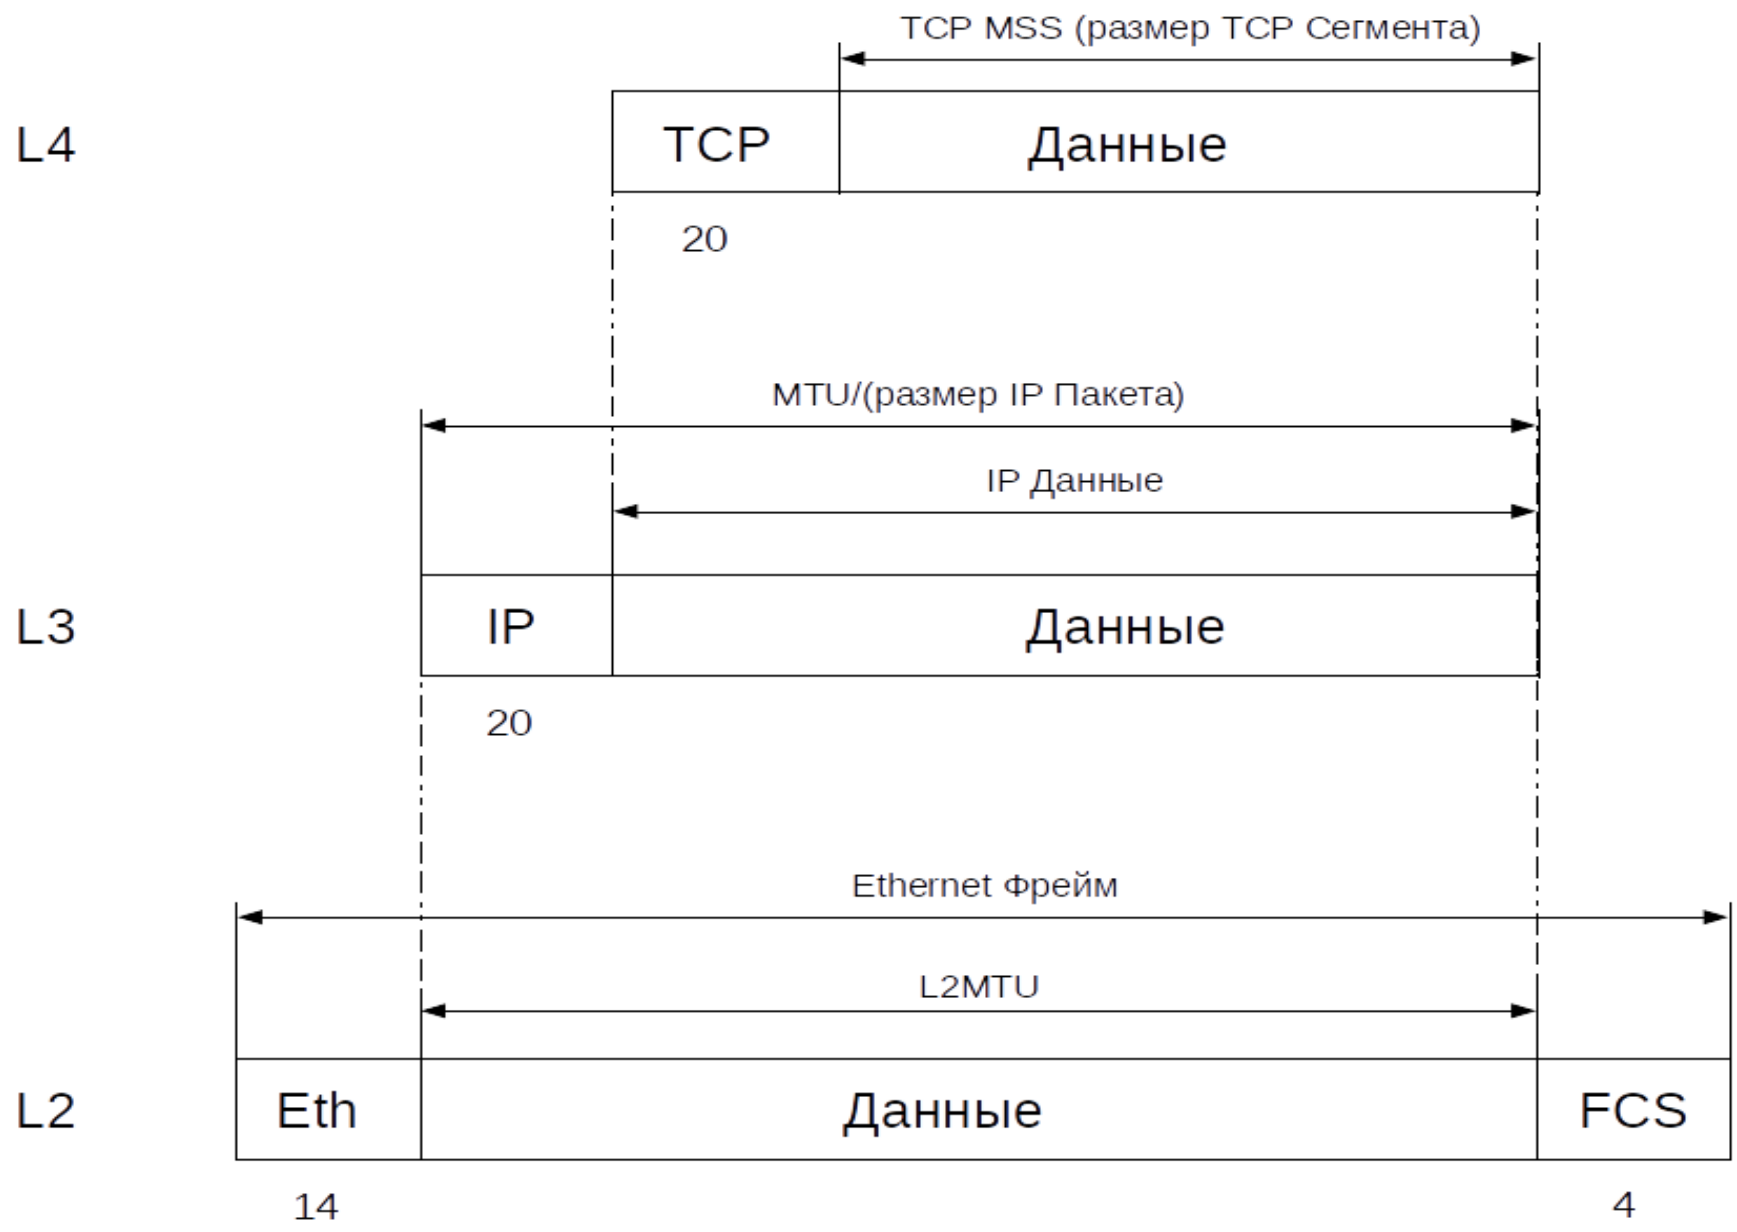 TCP MSS (размер TCP Сегмента)
L4
TCP
Данные
20
MTU/(размер IP Пакета)
IP Данные
L3
IP
Данные
20
Ethernet Фрейм
L2MTU
L2
Eth
Данные
FCS
14
4